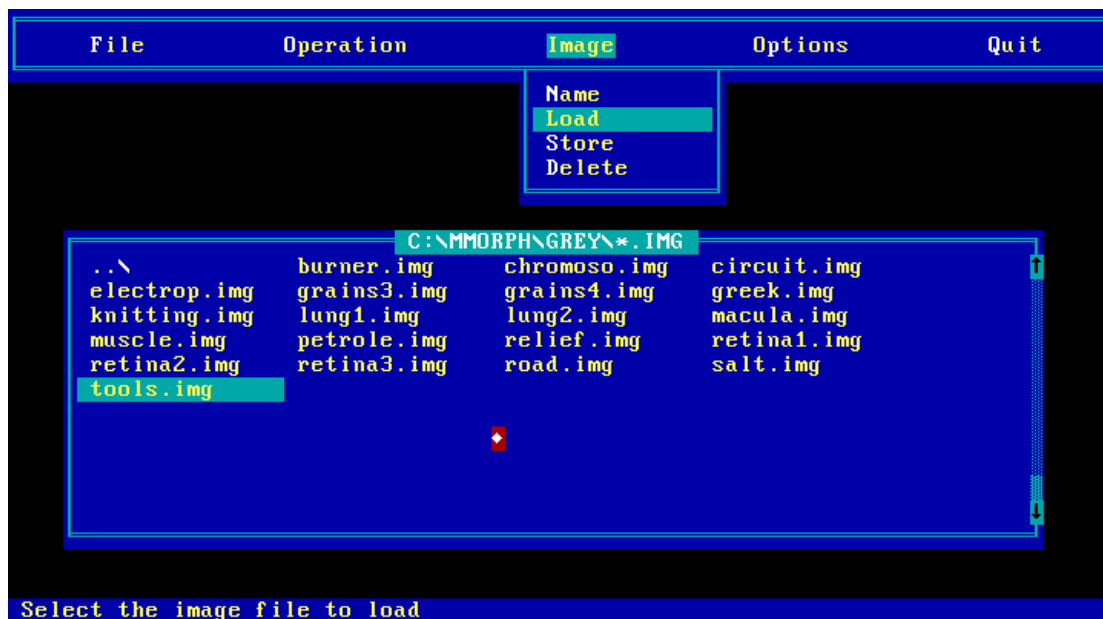 File Operation Image Options Quit
Name
Load
Store
Delete
C:\MMORPH\GREY\*.IMG
..\ burner.img chromoso.img circuit.img
electrop.img grains3.img grains4.img greek.img
knitting.img lung1.img lung2.img macula.img
muscle.img petrole.img relief.img retina1.img
retina2.img retina3.img road.img salt.img
tools.img
Select the image file to load